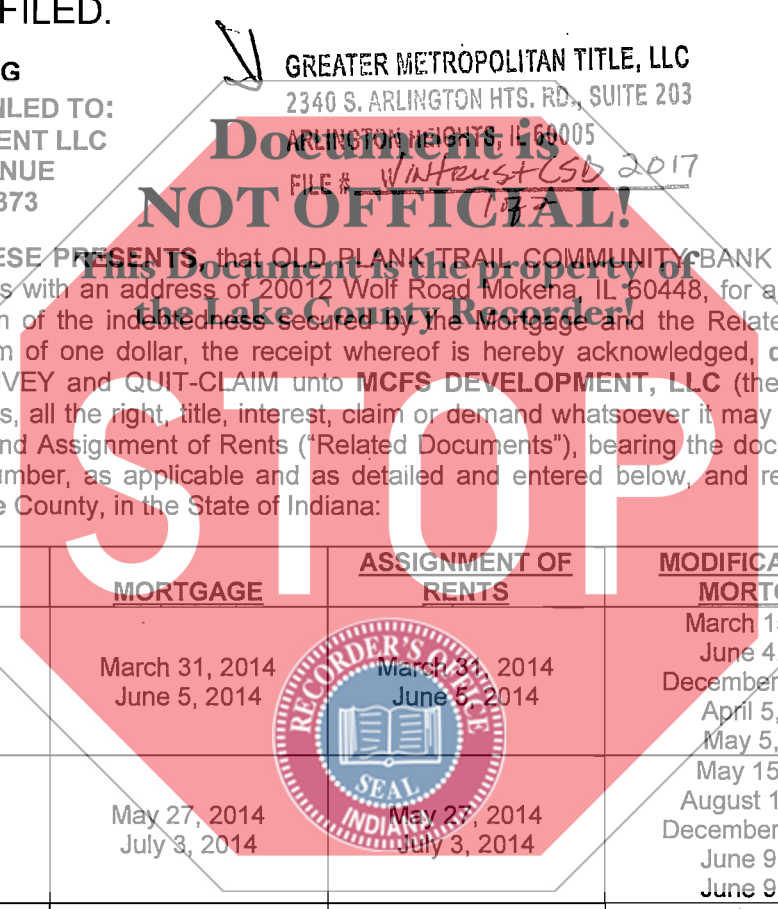 FILED.
G
GREATER METROPOLITAN TITLE, LLC
2340 S. ARLINGTON HTS. RD., SUITE 203
ARLINGTON HEIGHTS, IL 60005
FILE # Wintrust CSD 2017
ILED TO:
ENT LLC
NUE
373
Document is
NOT OFFICIAL!
This Document is the property of
the Lake County Recorder!
ESE PRESENTS, that OLD PLANK TRAIL COMMUNITY BANK
s with an address of 20012 Wolf Road Mokena, IL 60448, for a
n of the indebtedness secured by the Mortgage and the Relate
m of one dollar, the receipt whereof is hereby acknowledged,
VEY and QUIT-CLAIM unto MCFS DEVELOPMENT, LLC (the
s, all the right, title, interest, claim or demand whatsoever it may
nd Assignment of Rents (“Related Documents”), bearing the doc
umber, as applicable and as detailed and entered below, and re
e County, in the State of Indiana:
STOP
MORTGAGE
ASSIGNMENT OF
RENTS
MODIFICA
MORT
March 31, 2014
June 5, 2014
March 31, 2014
June 5, 2014
March 1
June 4
December
April 5,
May 5,
May 27, 2014
July 3, 2014
May 27, 2014
July 3, 2014
May 15
August 1
December
June 9
June 9
RECORDER'S OFFICE
SEAL
INDIANA